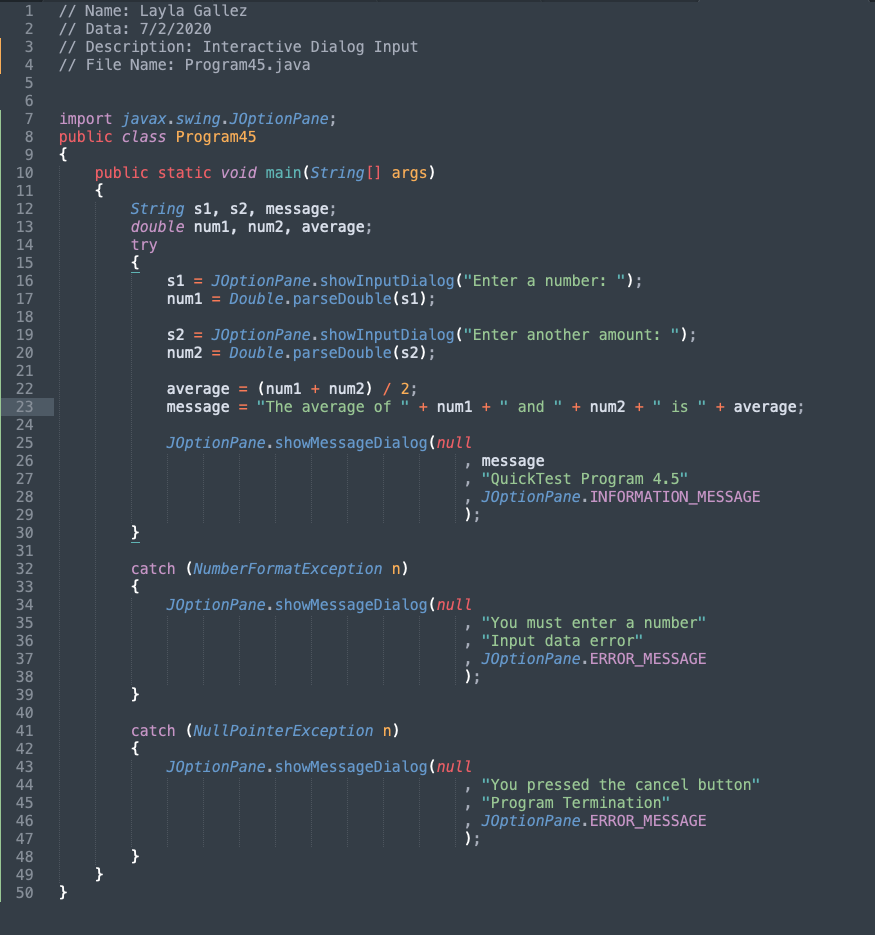 1 // Name: Layla Gallez
2 // Data: 7/2/2020
3 // Description: Interactive Dialog Input
4 // File Name: Program45.java
5
6
7 import javax.swing.JOptionPane;
8 public class Program45
9 {
10 public static void main(String[] args)
11 {
12 String s1, s2, message;
13 double num1, num2, average;
14 try
15 {
16 s1 = JOptionPane.showInputDialog("Enter a number: ");
17 num1 = Double.parseDouble(s1);
18
19 s2 = JOptionPane.showInputDialog("Enter another amount: ");
20 num2 = Double.parseDouble(s2);
21
22 average = (num1 + num2) / 2;
23 message = "The average of " + num1 + " and " + num2 + " is " + average;
24
25 JOptionPane.showMessageDialog(null
26 , message
27 , "QuickTest Program 4.5"
28 , JOptionPane.INFORMATION_MESSAGE
29 );
30 }
31
32 catch (NumberFormatException n)
33 {
34 JOptionPane.showMessageDialog(null
35 , "You must enter a number"
36 , "Input data error"
37 , JOptionPane.ERROR_MESSAGE
38 );
39 }
40
41 catch (NullPointerException n)
42 {
43 JOptionPane.showMessageDialog(null
44 , "You pressed the cancel button"
45 , "Program Termination"
46 , JOptionPane.ERROR_MESSAGE
47 );
48 }
49 }
50 }